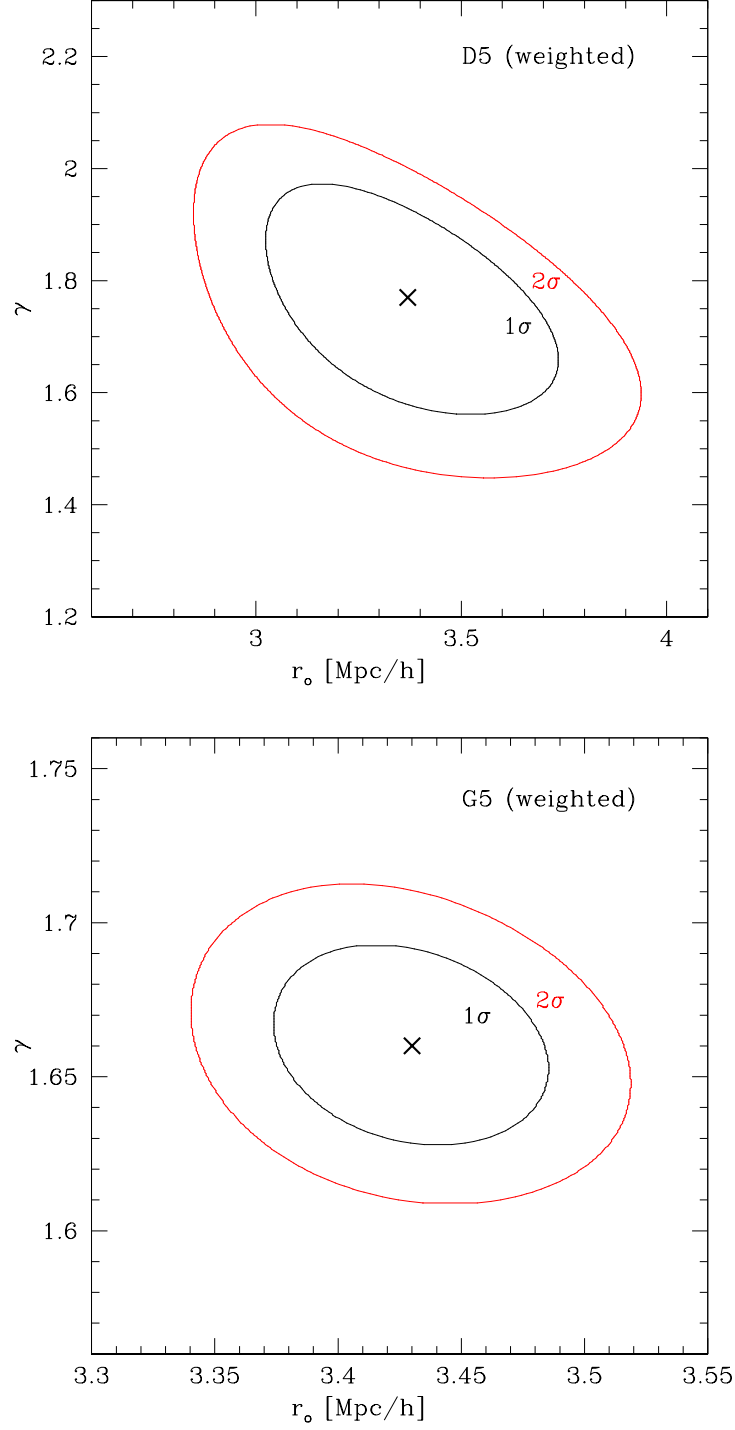 D5 (weighted)
2.2
2
1.8
1.6
1.4
1.2
γ
2σ
1σ
3
3.5
4
r₀ [Mpc/h]
G5 (weighted)
1.75
1.7
1.65
1.6
γ
1σ
2σ
3.3
3.35
3.4
3.45
3.5
3.55
r₀ [Mpc/h]